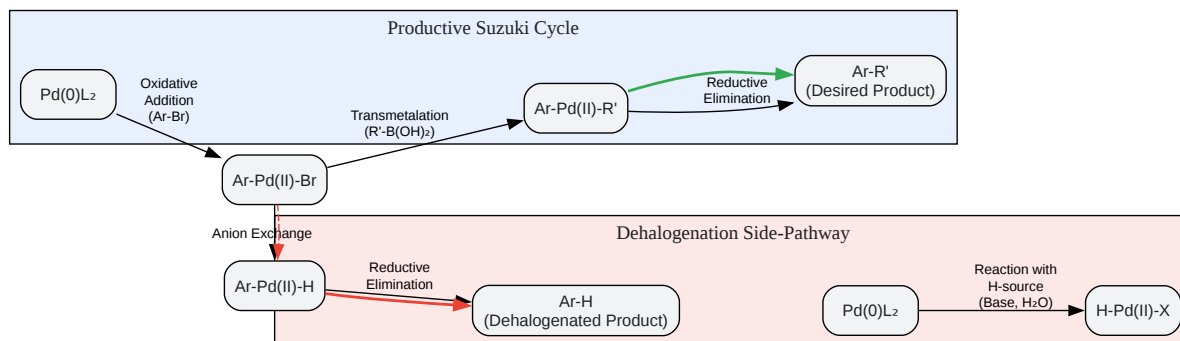 Productive Suzuki Cycle
Pd(0)L₂
Oxidative
Addition
(Ar-Br)
Ar-Pd(II)-Br
Transmetalation
(R'-B(OH)₂)
Ar-Pd(II)-R'
Reductive
Elimination
Ar-R'
(Desired Product)
Anion Exchange
Dehalogenation Side-Pathway
Ar-Pd(II)-H
Reductive
Elimination
Ar-H
(Dehalogenated Product)
Pd(0)L₂
Reaction with
H-source
(Base, H₂O)
H-Pd(II)-X